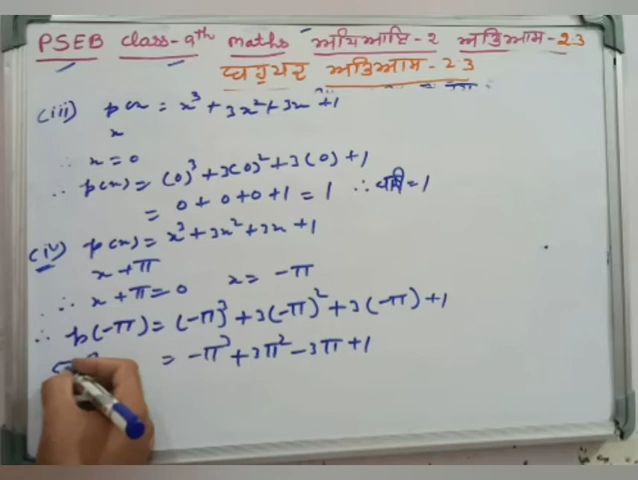 PSEB class-9th maths ਅਧਿਆਇ-2 ਅਭਿਆਸ-2.3
ਅਭਿਆਸ-2.3
(iii) p(x) = x³ + 3x² + 3x + 1
x
∴ x = 0
∴ p(x) = (0)³ + 3(0)² + 3(0) + 1
= 0 + 0 + 0 + 1 = 1 ∴ ਬਾਕੀ = 1
(iv) p(x) = x³ + 3x² + 3x + 1
x + π
∴ x + π = 0 x = -π
∴ p(-π) = (-π)³ + 3(-π)² + 3(-π) + 1
= -π³ + 3π² - 3π + 1